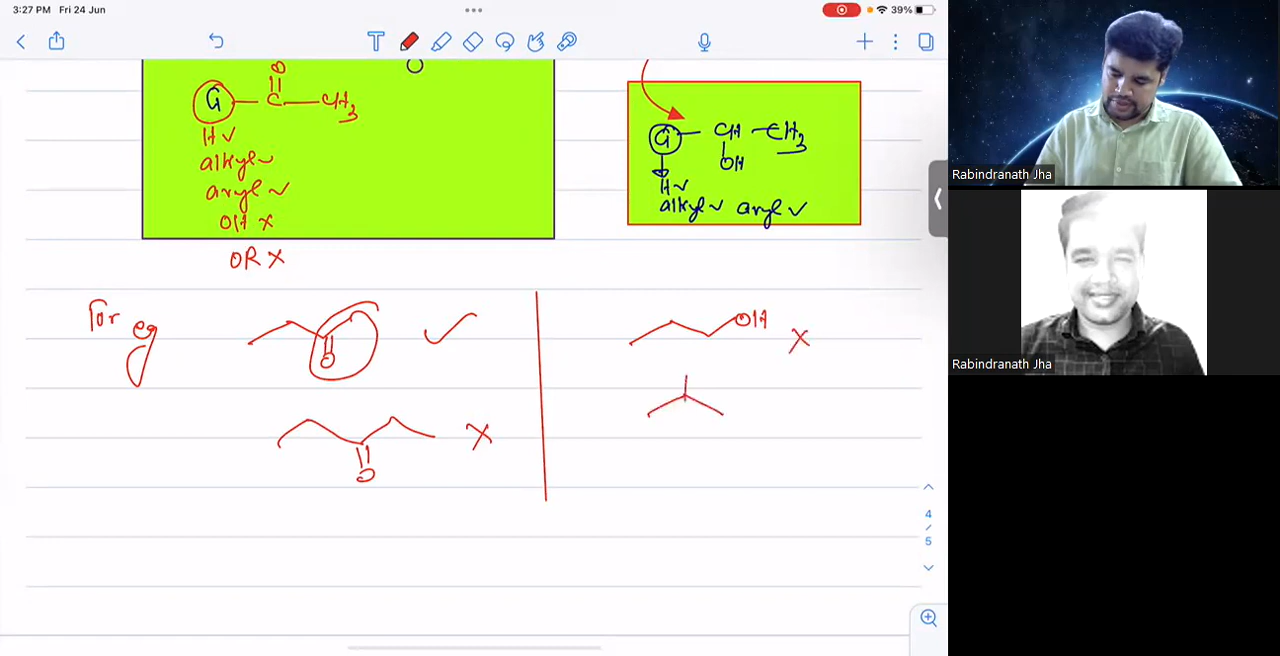 3:27 PM Fri 24 Jun
39%
T
O
O
G — C — CH3
H ✓
alkyl ✓
aryl ✓
OH X
OR X
G — CH — CH3
OH
H ✓
alkyl ✓ aryl ✓
For eg
O
✓
O
X
OH
X
4
/
5
Rabindranath Jha
Rabindranath Jha